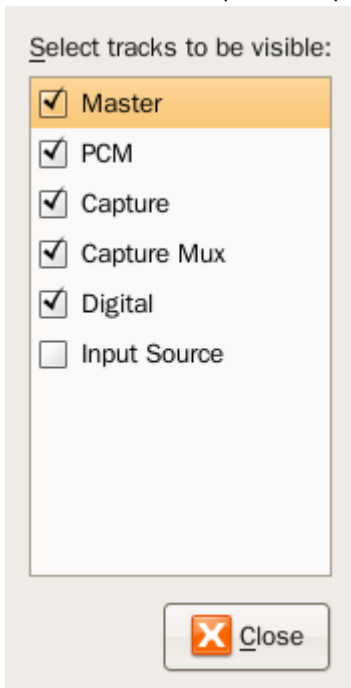 Select tracks to be visible:
Master
PCM
Capture
Capture Mux
Digital
Input Source
Close